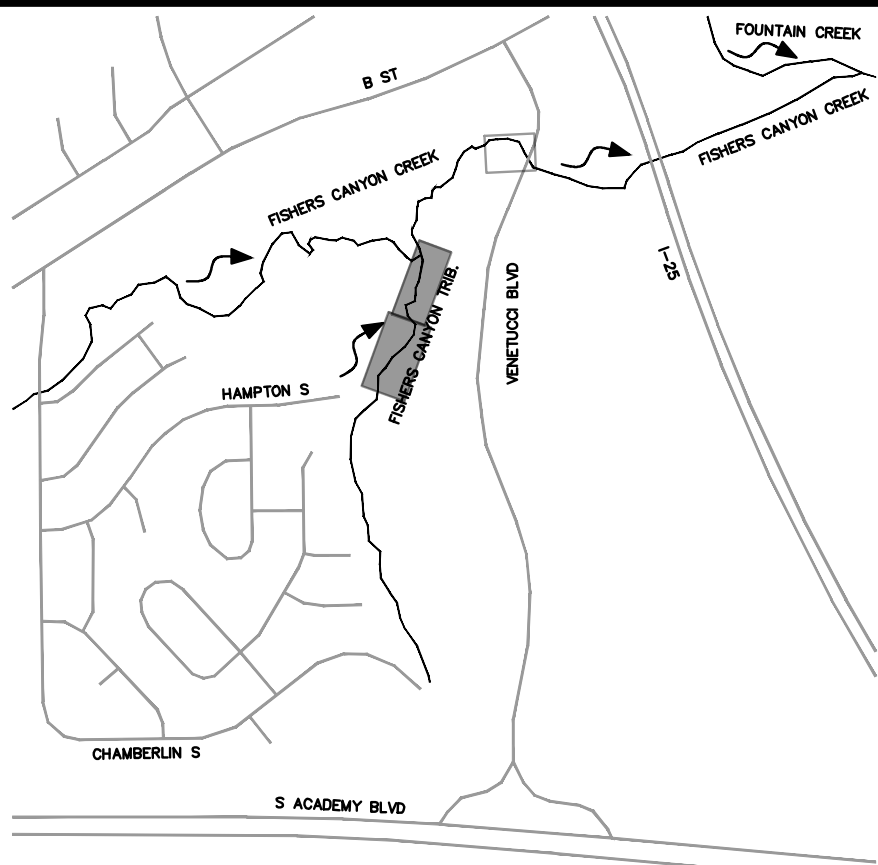 FOUNTAIN CREEK
B ST
FISHERS CANYON CREEK
FISHERS CANYON CREEK
I-25
FISHERS CANYON TRIB.
VENETUCCI BLVD
HAMPTON S
CHAMBERLIN S
S ACADEMY BLVD